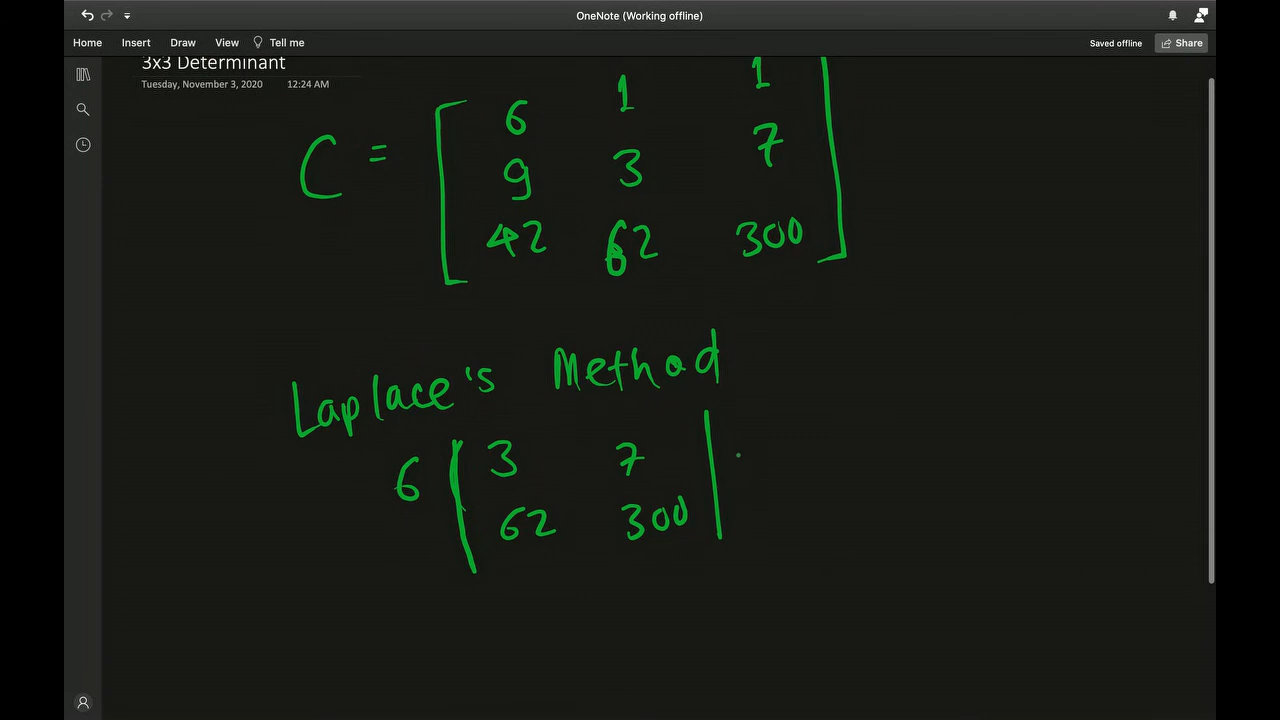 OneNote (Working offline)
Home Insert Draw View Tell me Saved offline Share
3x3 Determinant
Tuesday, November 3, 2020 12:24 AM
6 1 1
C = 9 3 7
42 62 300
Laplace's Method
6 | 3 7 |
62 300